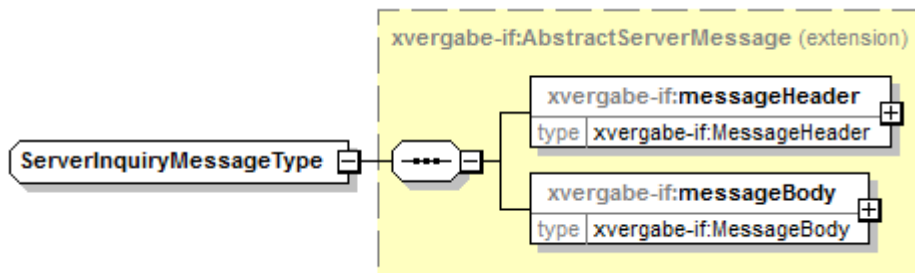 xvergabe-if:AbstractServerMessage (extension)
xvergabe-if:messageHeader
type xvergabe-if:MessageHeader
ServerInquiryMessageType
xvergabe-if:messageBody
type xvergabe-if:MessageBody